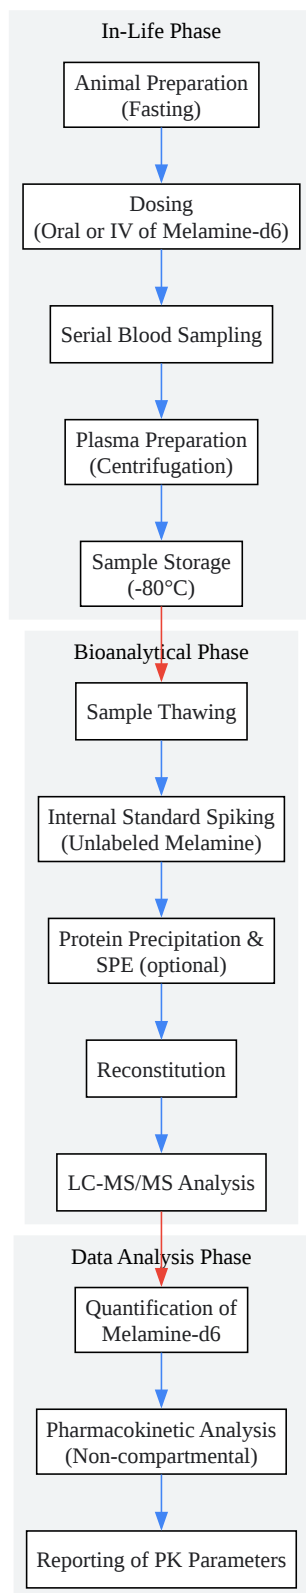 In-Life Phase
Animal Preparation
(Fasting)
Dosing
(Oral or IV of Melamine-d6)
Serial Blood Sampling
Plasma Preparation
(Centrifugation)
Sample Storage
(-80°C)
Bioanalytical Phase
Sample Thawing
Internal Standard Spiking
(Unlabeled Melamine)
Protein Precipitation &
SPE (optional)
Reconstitution
LC-MS/MS Analysis
Data Analysis Phase
Quantification of
Melamine-d6
Pharmacokinetic Analysis
(Non-compartmental)
Reporting of PK Parameters